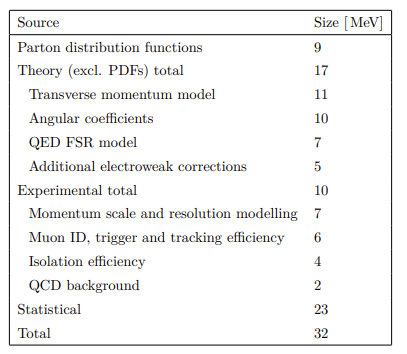 Source Size [MeV]
Parton distribution functions 9
Theory (excl. PDFs) total 17
Transverse momentum model 11
Angular coefficients 10
QED FSR model 7
Additional electroweak corrections 5
Experimental total 10
Momentum scale and resolution modelling 7
Muon ID, trigger and tracking efficiency 6
Isolation efficiency 4
QCD background 2
Statistical 23
Total 32